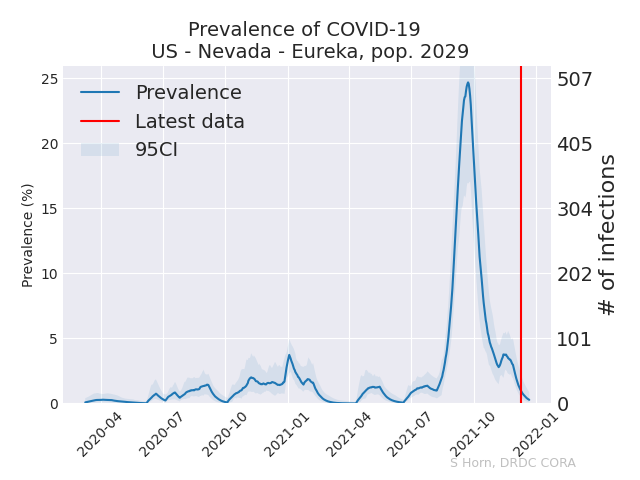 Prevalence of COVID-19
US - Nevada - Eureka, pop. 2029
Prevalence
Latest data
95CI
Prevalence (%)
25
20
15
10
5
0
# of infections
507
405
304
202
101
0
2020-04
2020-07
2020-10
2021-01
2021-04
2021-07
2021-10
2022-01
S Horn, DRDC CORA